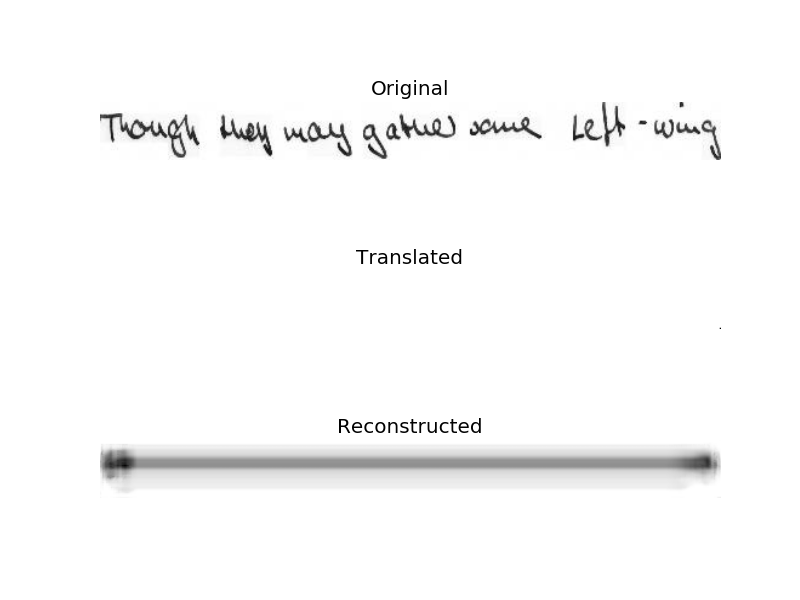 Original
Though they may gather some Left-wing
Translated
Reconstructed